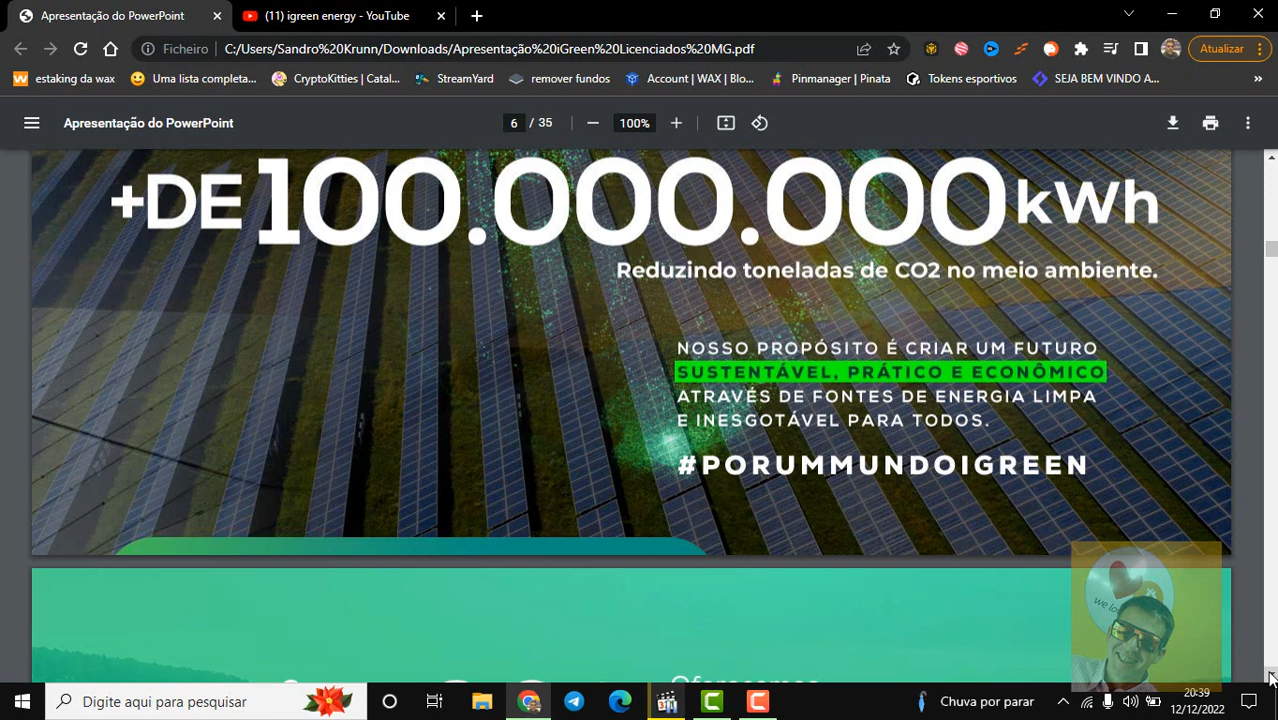 Apresentação do PowerPoint
(11) igreen energy - YouTube
Ficheiro
C:/Users/Sandro%20Krunn/Downloads/Apresentação%20iGreen%20Licenciados%20MG.pdf
Atualizar
estaking da wax
Uma lista completa...
CryptoKitties | Catal...
StreamYard
remover fundos
Account | WAX | Blo...
Pinmanager | Pinata
Tokens esportivos
SEJA BEM VINDO A...
»
Apresentação do PowerPoint
6 / 35
100%
+DE 100.000.000 kWh
Reduzindo toneladas de CO2 no meio ambiente.
NOSSO PROPÓSITO É CRIAR UM FUTURO
SUSTENTÁVEL, PRÁTICO E ECONÔMICO
ATRAVÉS DE FONTES DE ENERGIA LIMPA
E INESGOTÁVEL PARA TODOS.
#PORUMMUNDOIGREEN
we lo
Digite aqui para pesquisar
Chuva por parar
20:39
12/12/2022